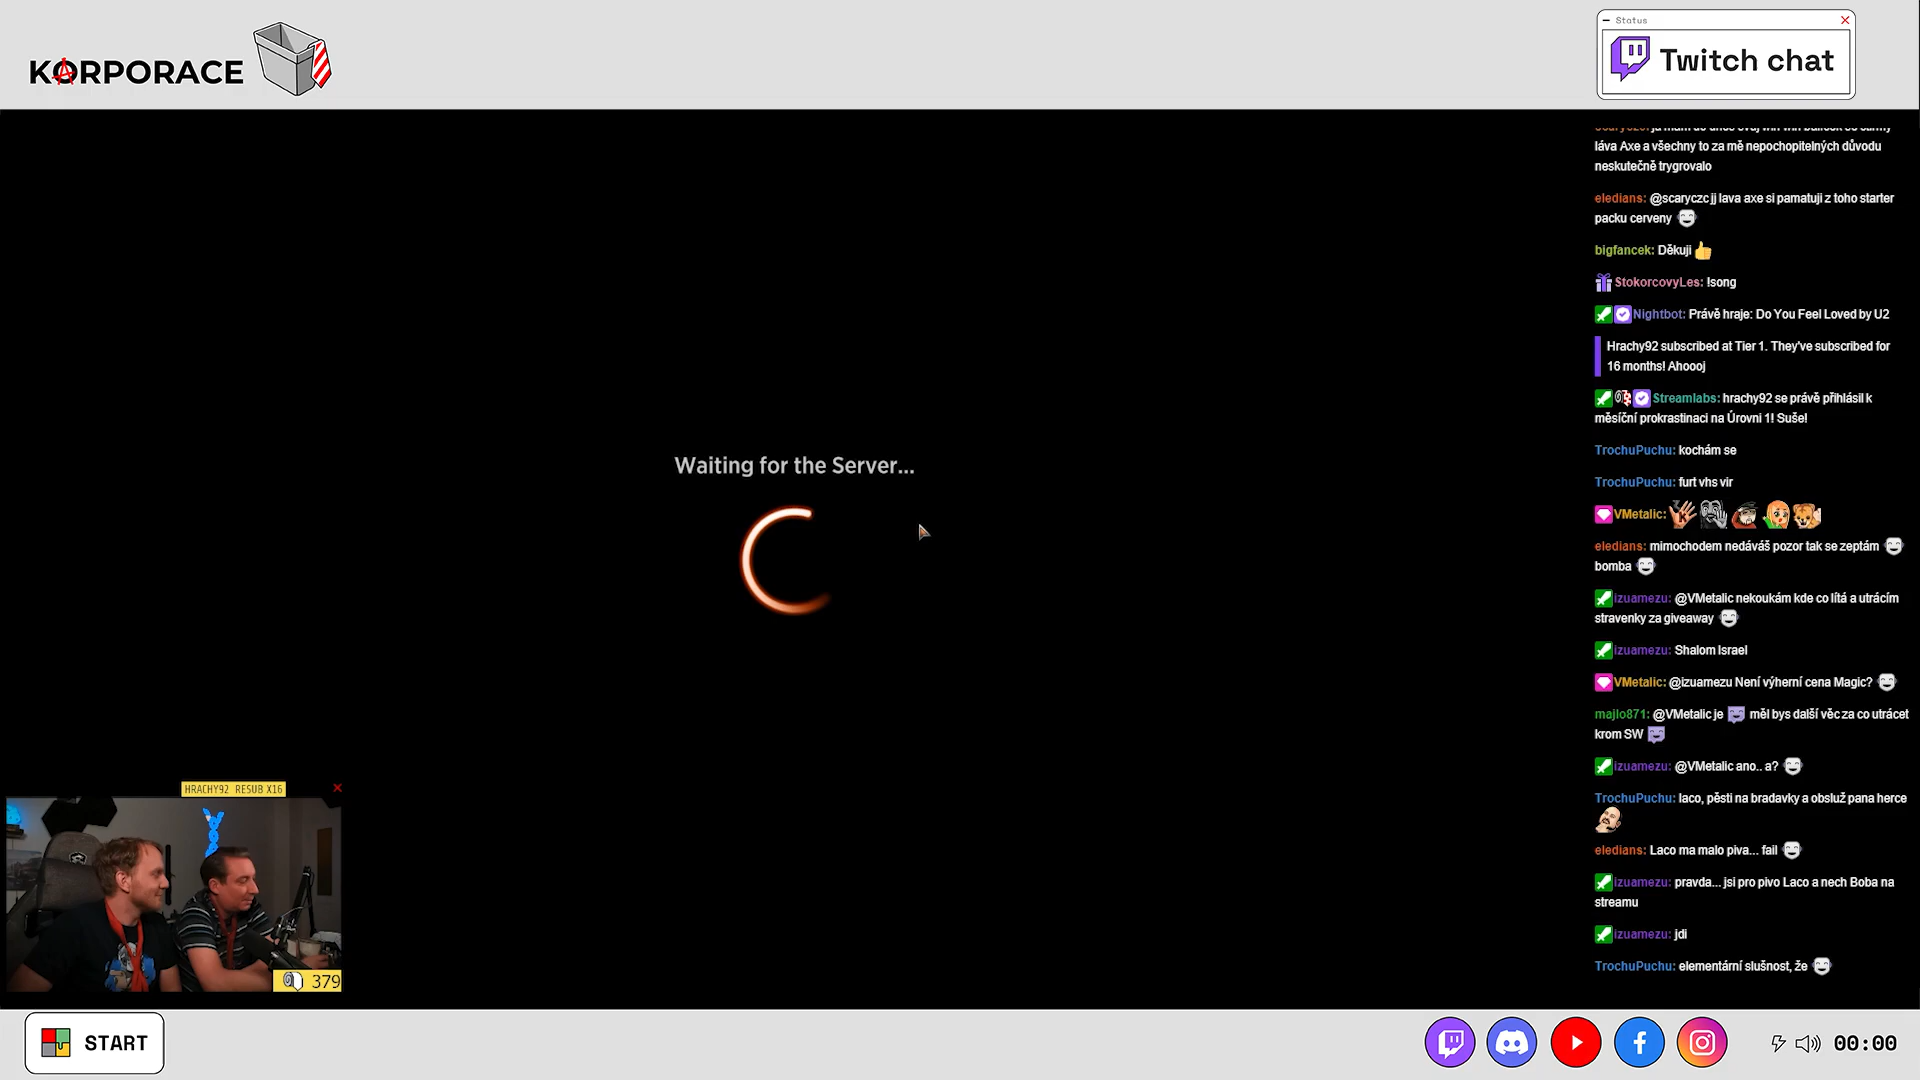 KORPORACE
Status
Twitch chat
láva Axe a všechny to za mě nepochopitelných důvodu
neskutečně trygrovalo
eledians: @scaryczc jj lava axe si pamatuji z toho starter
packu cerveny
bigfancek: Děkuji
StokorcovyLes: !song
Nightbot: Právě hraje: Do You Feel Loved by U2
Hrachy92 subscribed at Tier 1. They've subscribed for
16 months! Ahoooj
Streamlabs: hrachy92 se právě přihlásil k
měsíční prokrastinaci na Úrovni 1! Suše!
TrochuPuchu: kochám se
TrochuPuchu: furt vhs vir
VMetalic:
eledians: mimochodem nedáváš pozor tak se zeptám
bomba
izuamezu: @VMetalic nekoukám kde co lítá a utrácím
stravenky za giveaway
izuamezu: Shalom Israel
VMetalic: @izuamezu Není výherní cena Magic?
majlo871: @VMetalic je měl bys další věc za co utrácet
krom SW
izuamezu: @VMetalic ano.. a?
TrochuPuchu: laco, pěsti na bradavky a obsluž pana herce
eledians: Laco ma malo piva... fail
izuamezu: pravda... jsi pro pivo Laco a nech Boba na
streamu
izuamezu: jdi
TrochuPuchu: elementární slušnost, že
Waiting for the Server...
HRACHY92 RESUB X16
379
START
00:00